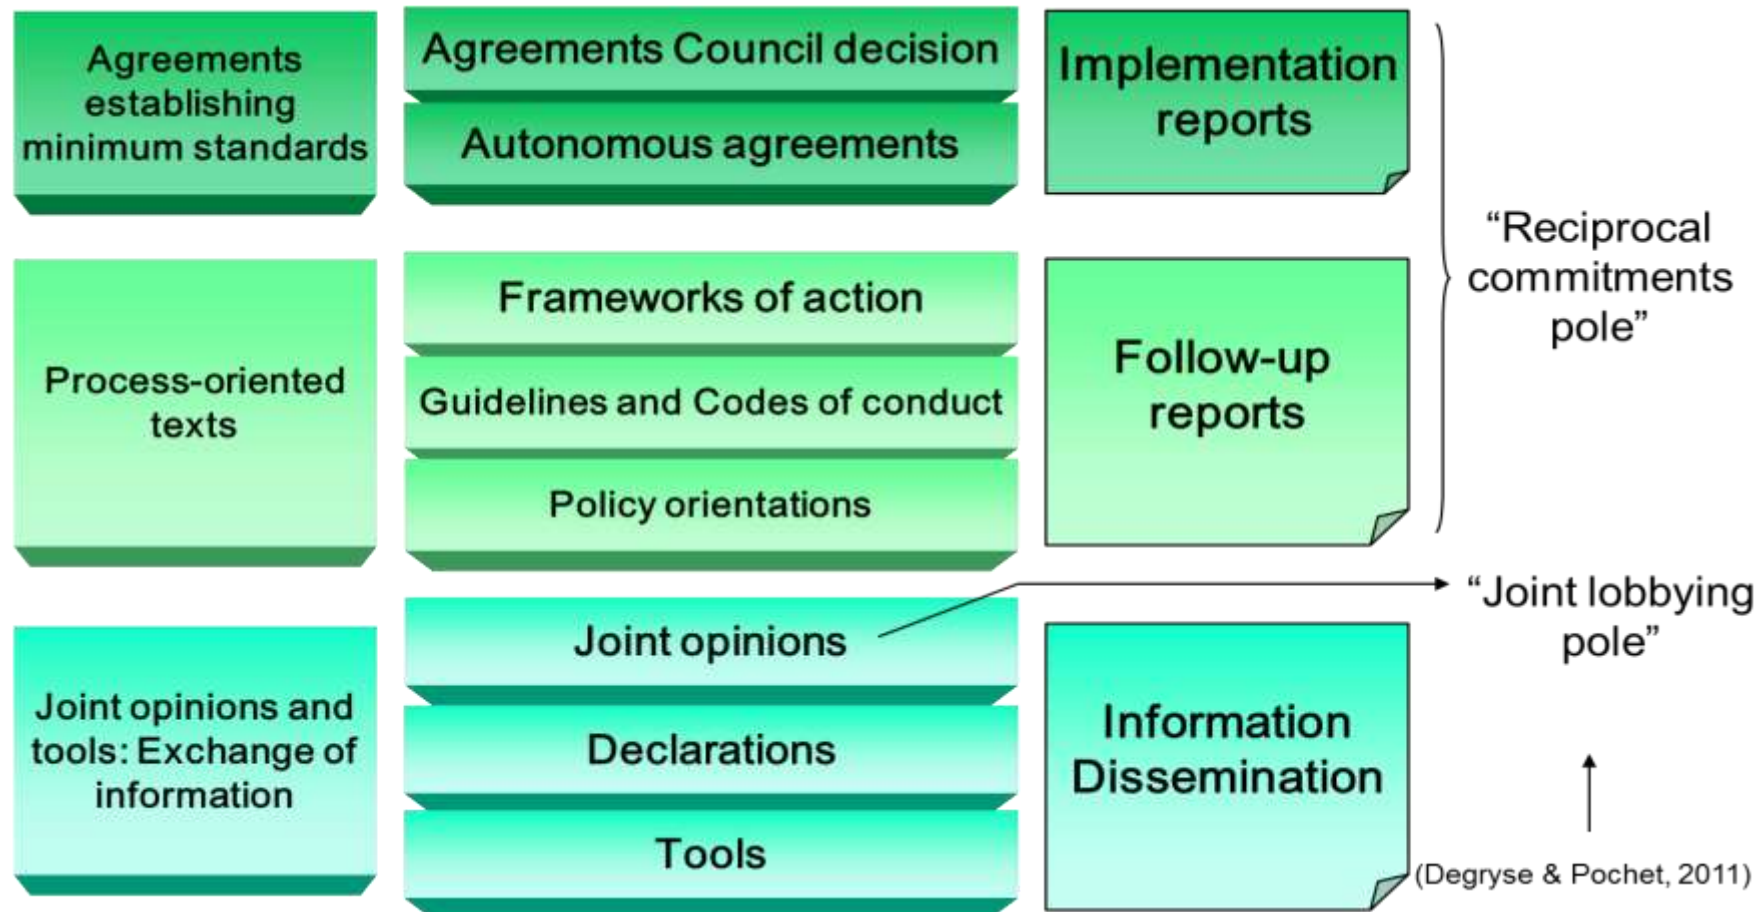 Agreements
establishing
minimum standards
Agreements Council decision
Autonomous agreements
Implementation
reports
“Reciprocal
commitments
pole”
Process-oriented
texts
Frameworks of action
Guidelines and Codes of conduct
Policy orientations
Follow-up
reports
Joint opinions and
tools: Exchange of
information
Joint opinions
Declarations
Tools
Information
Dissemination
“Joint lobbying
pole”
(Degryse & Pochet, 2011)